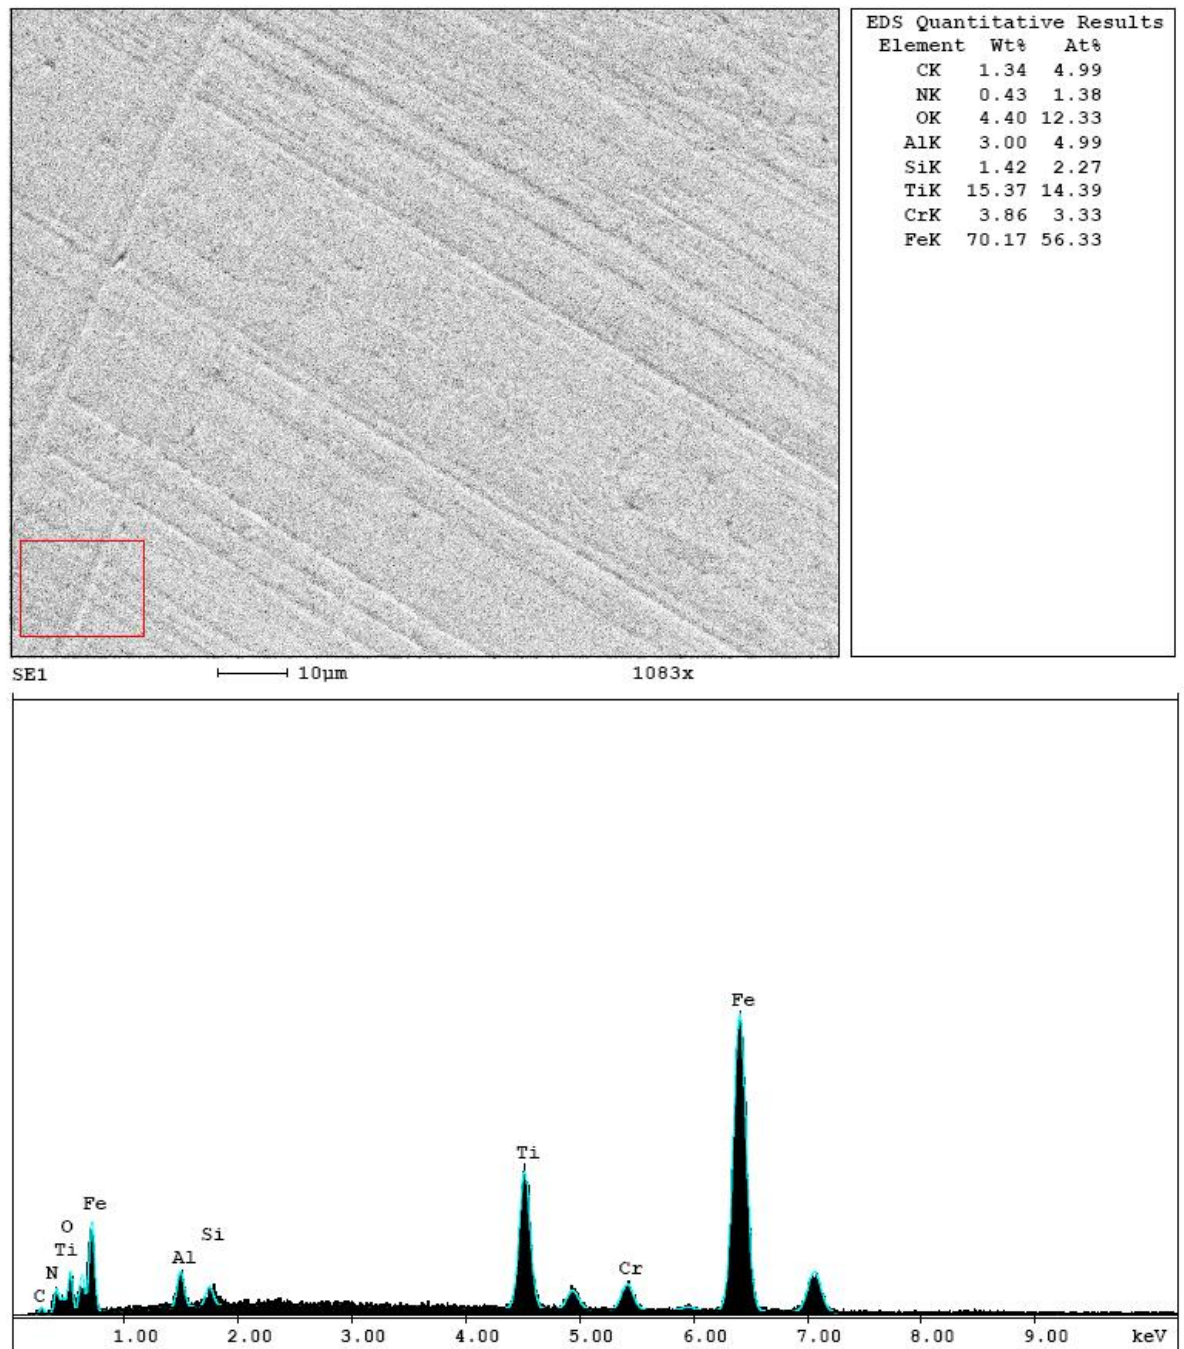 EDS Quantitative Results
Element Wt% At%
CK 1.34 4.99
NK 0.43 1.38
OK 4.40 12.33
AlK 3.00 4.99
SiK 1.42 2.27
TiK 15.37 14.39
CrK 3.86 3.33
FeK 70.17 56.33
SE1 10µm 1083x
Fe
Ti
Fe
O
Si
Ti
Al
Cr
N
C
1.00 2.00 3.00 4.00 5.00 6.00 7.00 8.00 9.00 keV